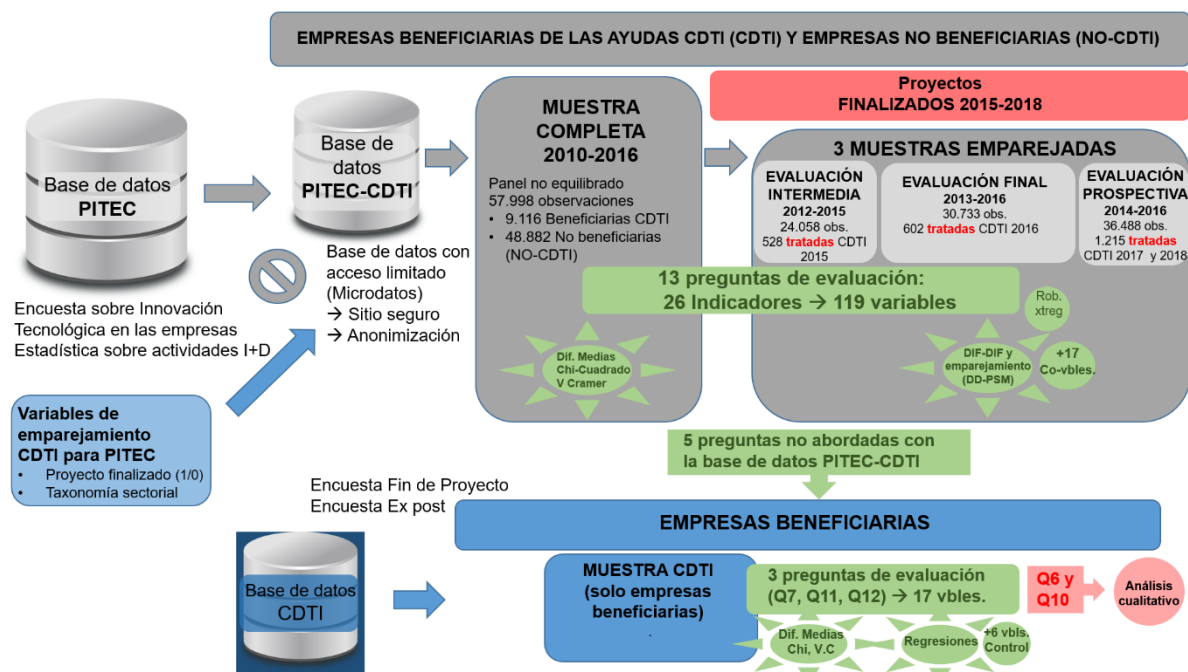 EMPRESAS BENEFICIARIAS DE LAS AYUDAS CDTI (CDTI) Y EMPRESAS NO BENEFICIARIAS (NO-CDTI)
Proyectos
FINALIZADOS 2015-2018
Base de datos
PITEC
Encuesta sobre Innovación
Tecnológica en las empresas
Estadística sobre actividades I+D
Base de
datos
PITEC-CDTI
Base de datos con
acceso limitado
(Microdatos)
→ Sitio seguro
→ Anonimización
MUESTRA
COMPLETA
2010-2016
Panel no equilibrado
57.998 observaciones
• 9.116 Beneficiarias CDTI
• 48.882 No beneficiarias
(NO-CDTI)
3 MUESTRAS EMPAREJADAS
EVALUACIÓN
INTERMEDIA
2012-2015
24.058 obs.
528 tratadas CDTI
2015
EVALUACIÓN FINAL
2013-2016
30.733 obs.
602 tratadas CDTI 2016
EVALUACIÓN
PROSPECTIVA
2014-2016
36.488 obs.
1.215 tratadas
CDTI 2017 y 2018
13 preguntas de evaluación:
26 Indicadores → 119 variables
Rob.
xtreg
Dif. Medias
Chi-Cuadrado
V Cramer
DIF-DIF y
emparejamiento
(DD-PSM)
+17
Co-vbles.
Variables de
emparejamiento
CDTI para PITEC
• Proyecto finalizado (1/0)
• Taxonomía sectorial
5 preguntas no abordadas con
la base de datos PITEC-CDTI
Encuesta Fin de Proyecto
Encuesta Ex post
EMPRESAS BENEFICIARIAS
Base de datos
CDTI
MUESTRA CDTI
(solo empresas
beneficiarias)
.
3 preguntas de evaluación
(Q7, Q11, Q12) → 17 vbles.
Q6 y
Q10
Análisis
cualitativo
Dif. Medias
Chi, V.C
Regresiones
+6 vbls.
Control